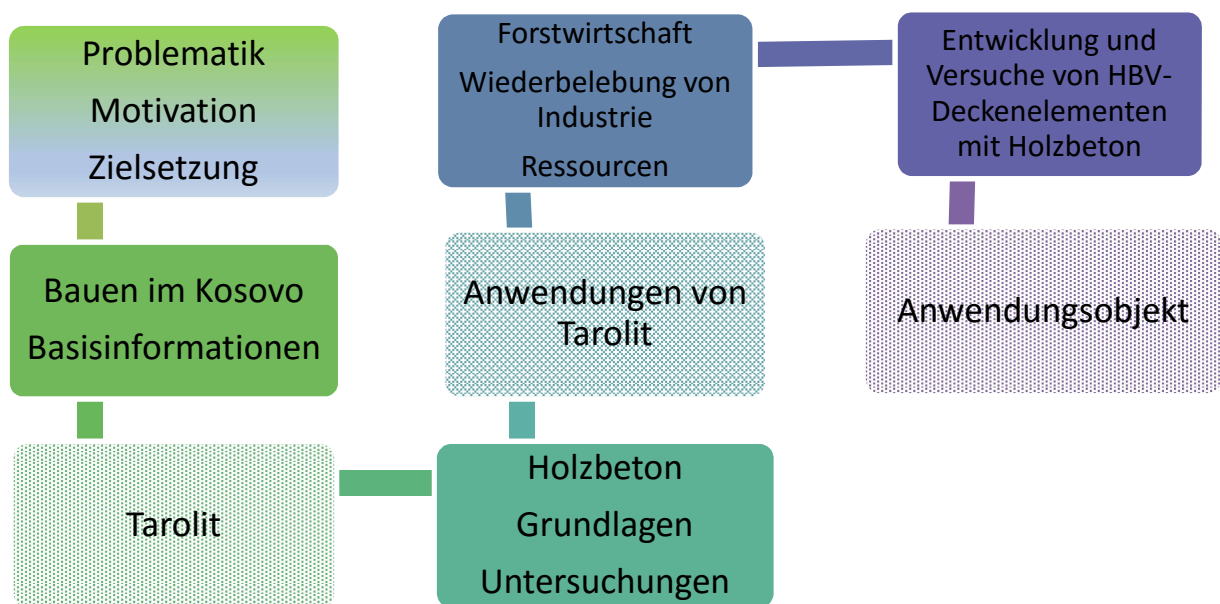 Problematik
Motivation
Zielsetzung
Bauen im Kosovo
Basisinformationen
Tarolit
Holzbeton
Grundlagen
Untersuchungen
Anwendungen von
Tarolit
Forstwirtschaft
Wiederbelebung von
Industrie
Ressourcen
Entwicklung und
Versuche von HBV-
Deckenelementen
mit Holzbeton
Anwendungsobjekt